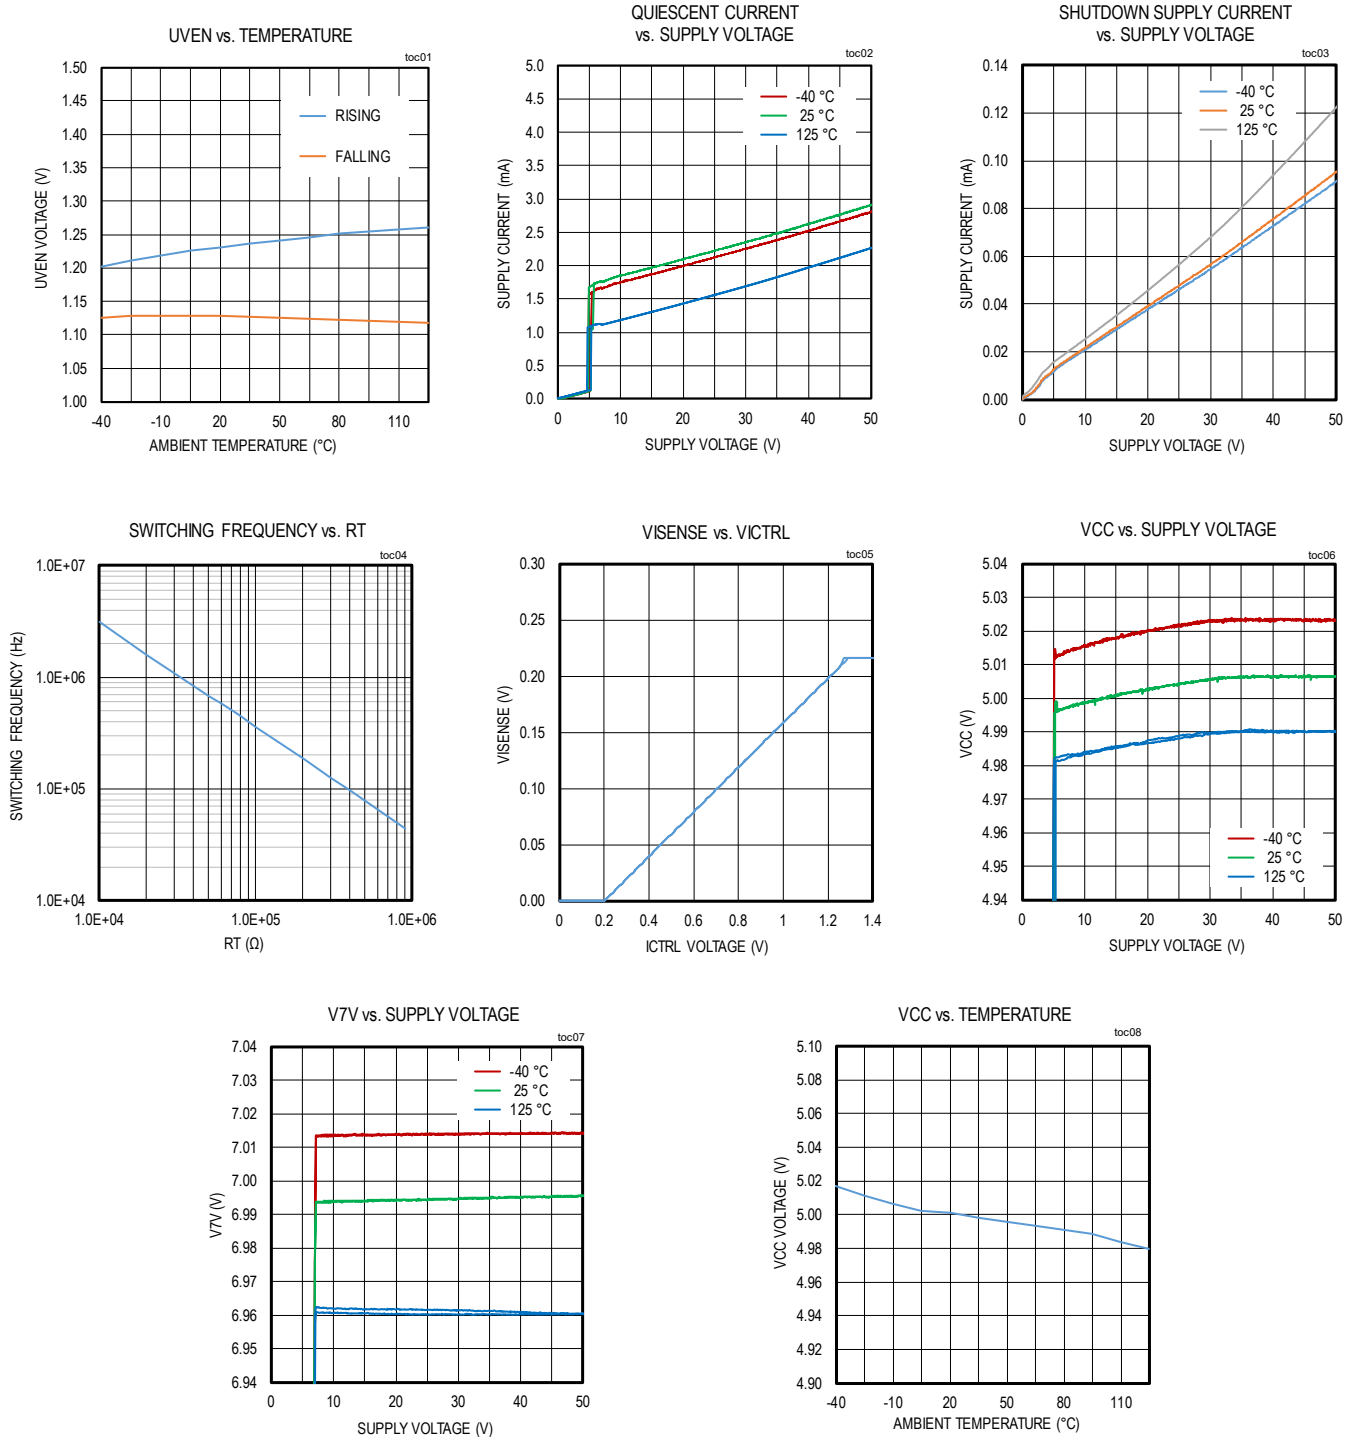 UVEN vs. TEMPERATURE
toc01
1.50
1.45
1.40
1.35
1.30
1.25
1.20
1.15
1.10
1.05
1.00
UVEN VOLTAGE (V)
RISING
FALLING
-40 -10 20 50 80 110
AMBIENT TEMPERATURE (°C)
QUIESCENT CURRENT
vs. SUPPLY VOLTAGE
toc02
5.0
4.5
4.0
3.5
3.0
2.5
2.0
1.5
1.0
0.5
0.0
SUPPLY CURRENT (mA)
-40 °C
25 °C
125 °C
0 10 20 30 40 50
SUPPLY VOLTAGE (V)
SHUTDOWN SUPPLY CURRENT
vs. SUPPLY VOLTAGE
toc03
0.14
0.12
0.10
0.08
0.06
0.04
0.02
0.00
SUPPLY CURRENT (mA)
-40 °C
25 °C
125 °C
0 10 20 30 40 50
SUPPLY VOLTAGE (V)
SWITCHING FREQUENCY vs. RT
toc04
1.0E+07
1.0E+06
1.0E+05
1.0E+04
SWITCHING FREQUENCY (Hz)
1.0E+04 1.0E+05 1.0E+06
RT (Ω)
VISENSE vs. VICTRL
toc05
0.30
0.25
0.20
0.15
0.10
0.05
0.00
VISENSE (V)
0 0.2 0.4 0.6 0.8 1 1.2 1.4
ICTRL VOLTAGE (V)
VCC vs. SUPPLY VOLTAGE
toc06
5.04
5.03
5.02
5.01
5.00
4.99
4.98
4.97
4.96
4.95
4.94
VCC (V)
-40 °C
25 °C
125 °C
0 10 20 30 40 50
SUPPLY VOLTAGE (V)
V7V vs. SUPPLY VOLTAGE
toc07
7.04
7.03
7.02
7.01
7.00
6.99
6.98
6.97
6.96
6.95
6.94
V7V (V)
-40 °C
25 °C
125 °C
0 10 20 30 40 50
SUPPLY VOLTAGE (V)
VCC vs. TEMPERATURE
toc08
5.10
5.08
5.06
5.04
5.02
5.00
4.98
4.96
4.94
4.92
4.90
VCC VOLTAGE (V)
-40 -10 20 50 80 110
AMBIENT TEMPERATURE (°C)